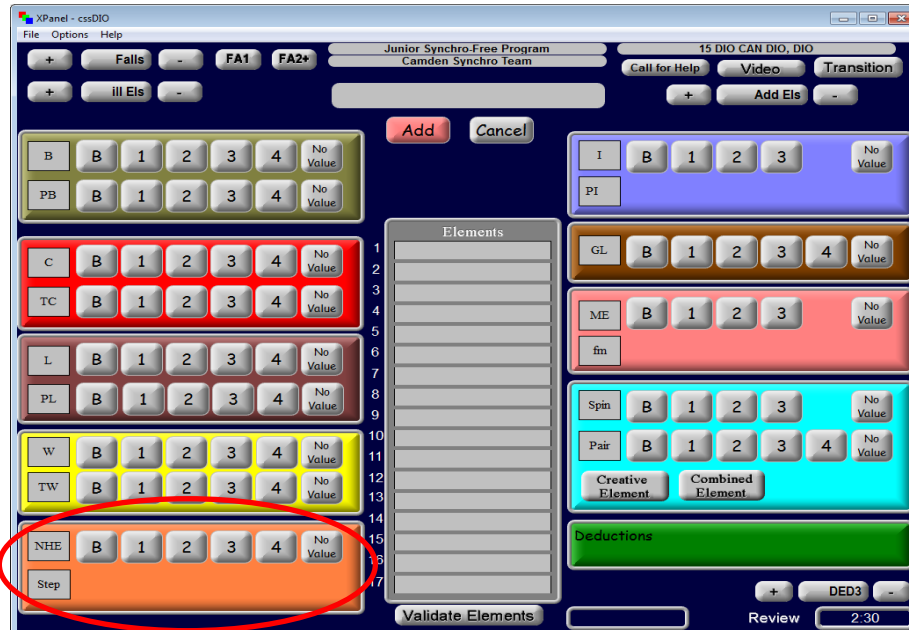 XPanel - cssDIO
File Options Help
+ Falls - FA1 FA2+
Junior Synchro-Free Program
15 DIO CAN DIO, DIO
Camden Synchro Team
Call for Help Video Transition
+ ill Els -
+ Add Els -
Add Cancel
B B 1 2 3 4 No Value
PB B 1 2 3 4 No Value
C B 1 2 3 4 No Value
TC B 1 2 3 4 No Value
L B 1 2 3 4 No Value
PL B 1 2 3 4 No Value
W B 1 2 3 4 No Value
TW B 1 2 3 4 No Value
NHE B 1 2 3 4 No Value
Step
Elements
1
2
3
4
5
6
7
8
9
10
11
12
13
14
15
16
17
Validate Elements
I B 1 2 3 No Value
PI
GL B 1 2 3 4 No Value
ME B 1 2 3 No Value
fm
Spin B 1 2 3 No Value
Pair B 1 2 3 4 No Value
Creative Element Combined Element
Deductions
+ DED3 -
Review 2:30